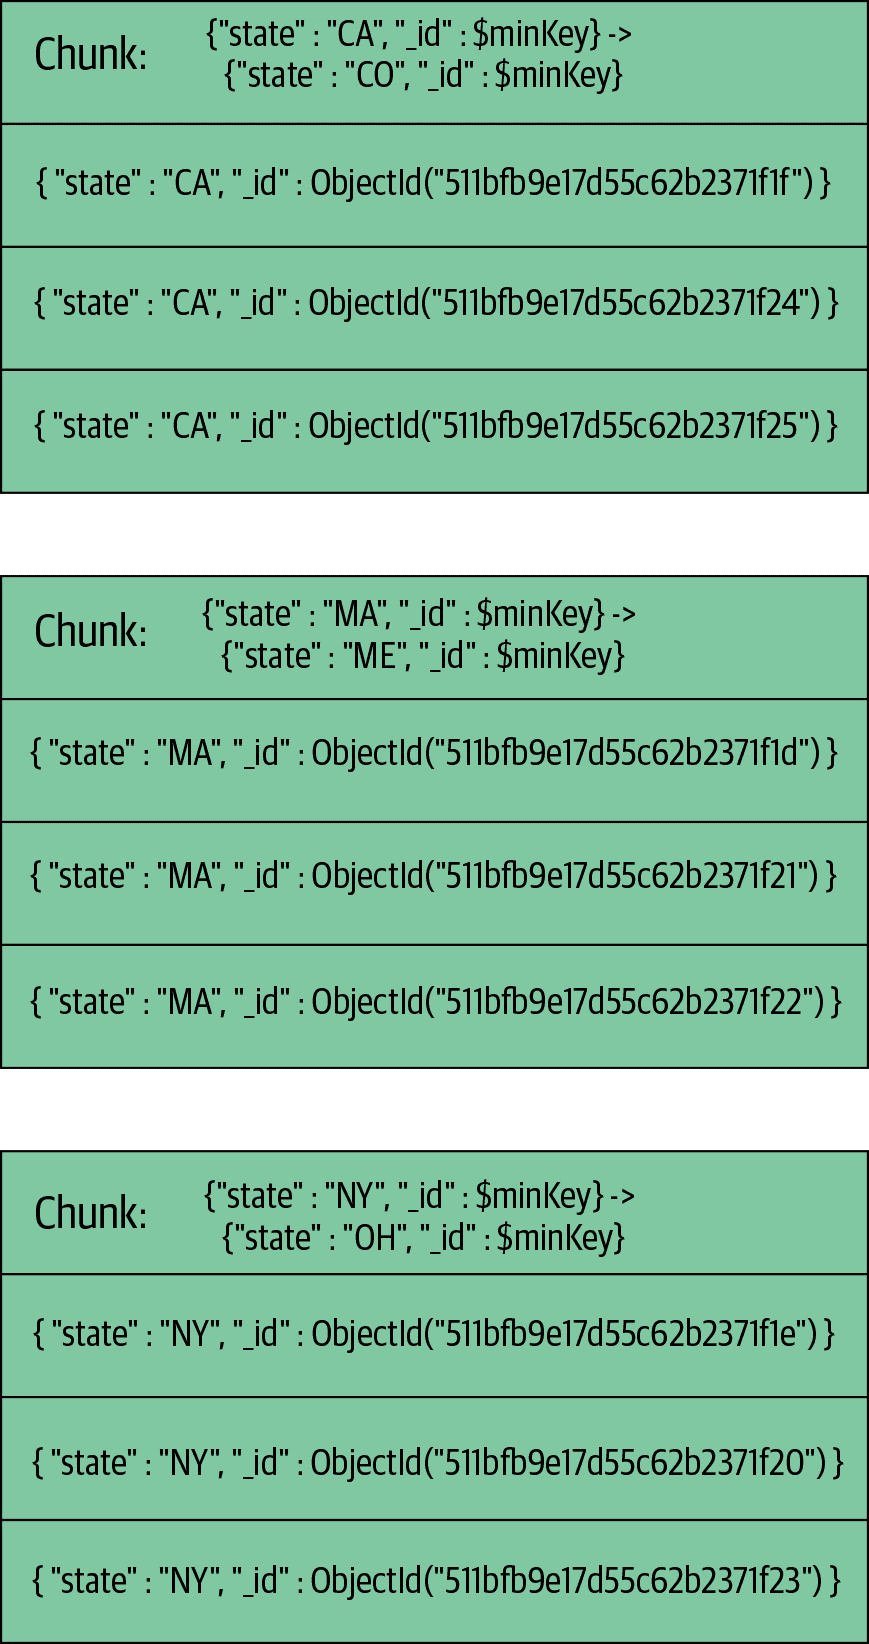 Chunk:
{"state" : "CA", "_id" : $minKey} ->
{"state" : "CO", "_id" : $minKey}
{ "state" : "CA", "_id" : ObjectId("511bfb9e17d55c62b2371f1f") }
{ "state" : "CA", "_id" : ObjectId("511bfb9e17d55c62b2371f24") }
{ "state" : "CA", "_id" : ObjectId("511bfb9e17d55c62b2371f25") }
Chunk:
{"state" : "MA", "_id" : $minKey} ->
{"state" : "ME", "_id" : $minKey}
{ "state" : "MA", "_id" : ObjectId("511bfb9e17d55c62b2371f1d") }
{ "state" : "MA", "_id" : ObjectId("511bfb9e17d55c62b2371f21") }
{ "state" : "MA", "_id" : ObjectId("511bfb9e17d55c62b2371f22") }
Chunk:
{"state" : "NY", "_id" : $minKey} ->
{"state" : "OH", "_id" : $minKey}
{ "state" : "NY", "_id" : ObjectId("511bfb9e17d55c62b2371f1e") }
{ "state" : "NY", "_id" : ObjectId("511bfb9e17d55c62b2371f20") }
{ "state" : "NY", "_id" : ObjectId("511bfb9e17d55c62b2371f23") }